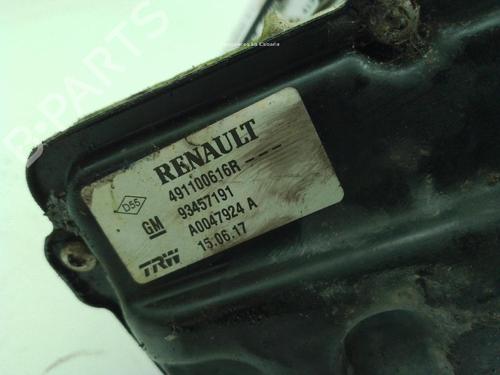 RENAULT
491100616R ---
D55
93457191
GM
A0047924 A
15.06.17
TRW
B-PARTS